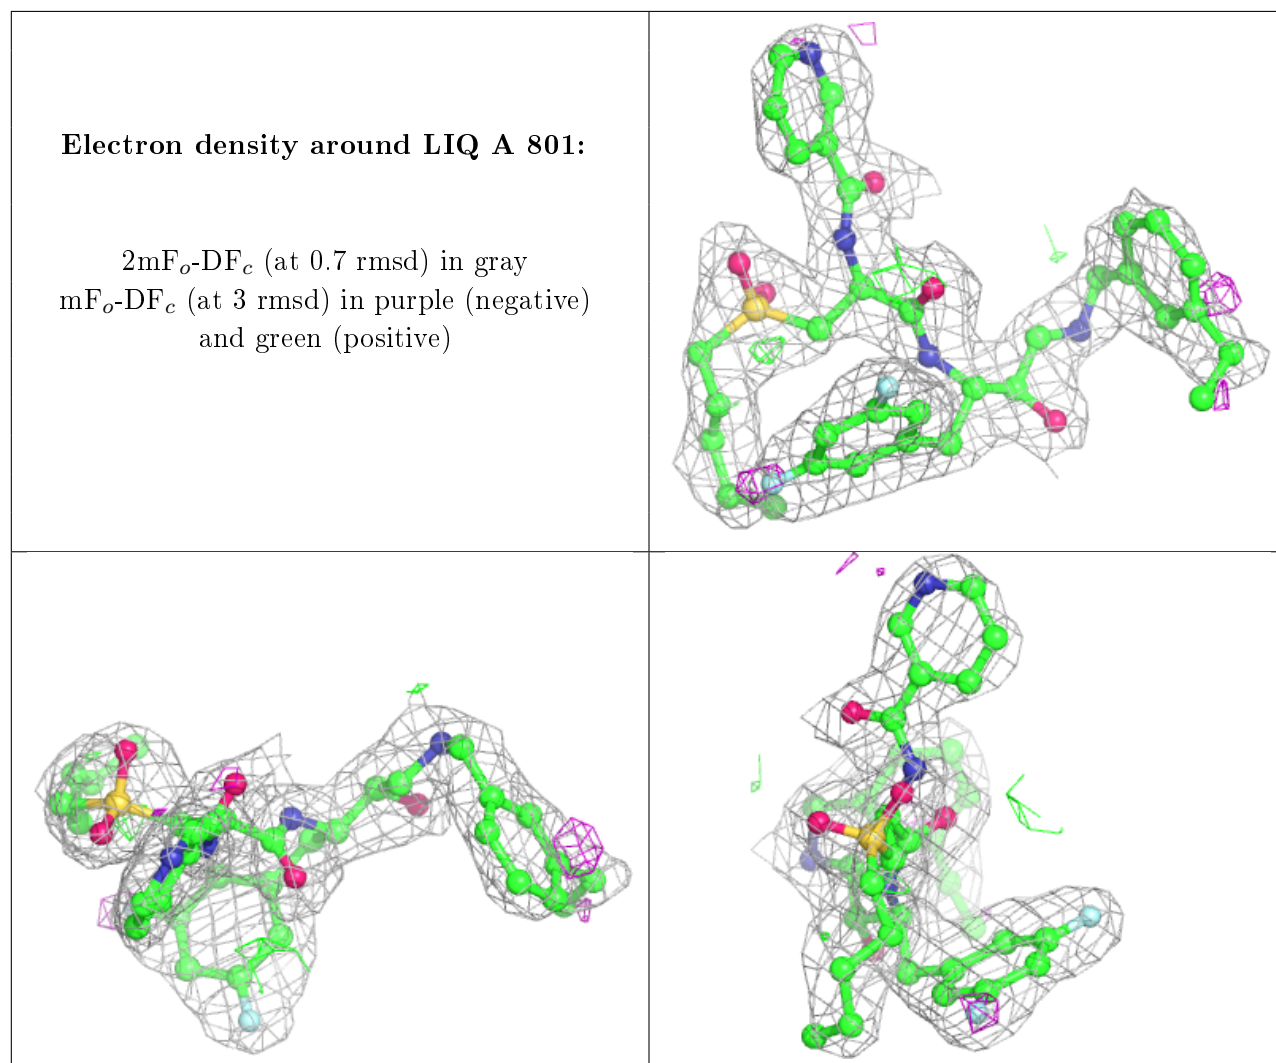 Electron density around LIQ A 801:
2mFo-DFc (at 0.7 rmsd) in gray
mFo-DFc (at 3 rmsd) in purple (negative)
and green (positive)